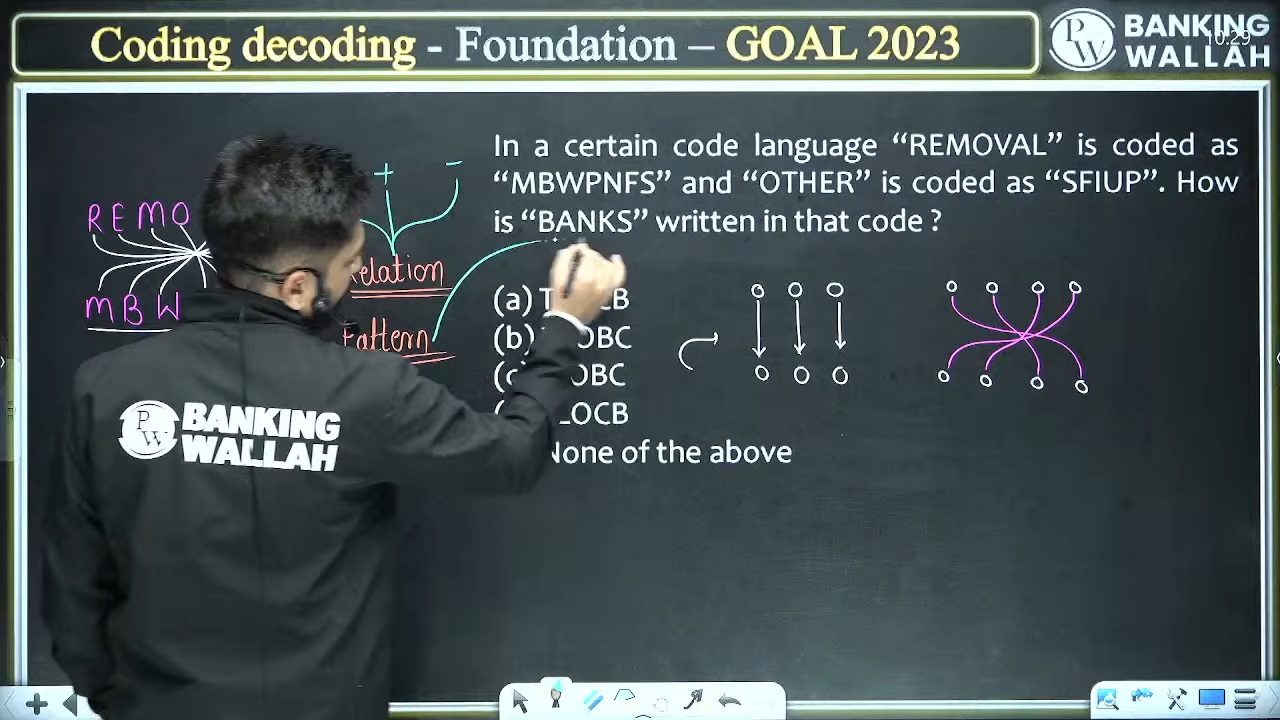 Coding decoding - Foundation – GOAL 2023
PW
BANKING
WALLAH
In a certain code language “REMOVAL” is coded as
“MBWPNFS” and “OTHER” is coded as “SFIUP”. How
is “BANKS” written in that code ?
+ -
REMO
MBW
Relation
Pattern
(a) T CB
(b) OBC
OBC
LOCB
None of the above
PW
BANKING
WALLAH